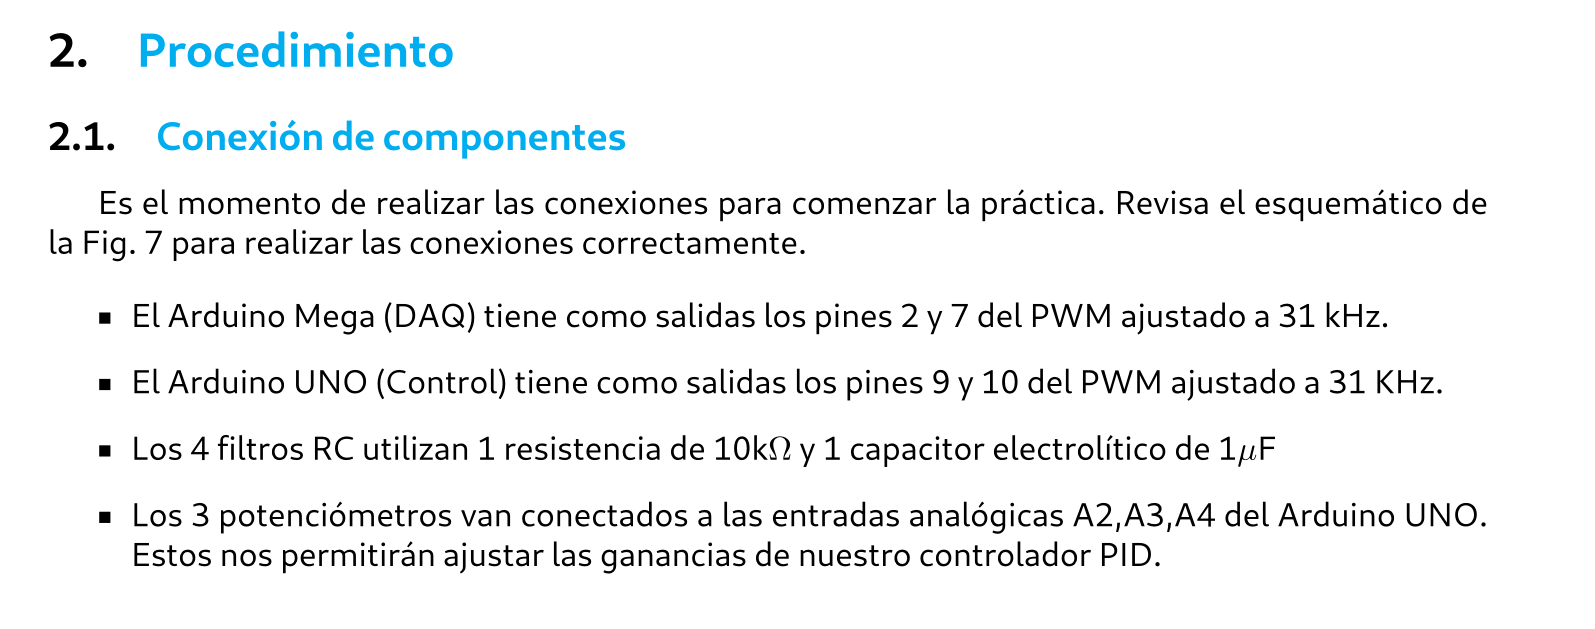 2. Procedimiento
2.1. Conexión de componentes
Es el momento de realizar las conexiones para comenzar la práctica. Revisa el esquemático de
la Fig. 7 para realizar las conexiones correctamente.
▪ El Arduino Mega (DAQ) tiene como salidas los pines 2 y 7 del PWM ajustado a 31 kHz.
▪ El Arduino UNO (Control) tiene como salidas los pines 9 y 10 del PWM ajustado a 31 KHz.
▪ Los 4 filtros RC utilizan 1 resistencia de 10kΩ y 1 capacitor electrolítico de 1μF
▪ Los 3 potenciómetros van conectados a las entradas analógicas A2,A3,A4 del Arduino UNO.
Estos nos permitirán ajustar las ganancias de nuestro controlador PID.